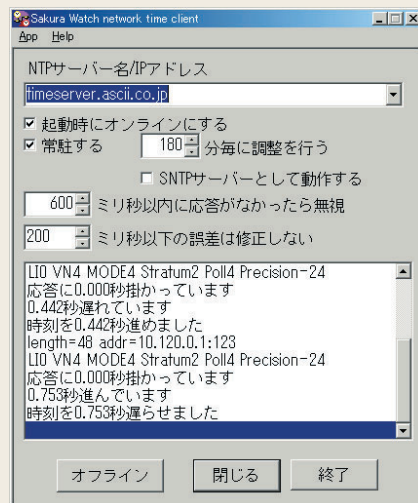 Sakura Watch network time client
App Help
NTPサーバー名/IPアドレス
timeserver.ascii.co.jp
起動時にオンラインにする
常駐する 180 分毎に調整を行う
SNTPサーバーとして動作する
600 ミリ秒以内に応答がなかったら無視
200 ミリ秒以下の誤差は修正しない
LI0 VN4 MODE4 Stratum2 Poll4 Precision-24
応答に0.000秒掛かっています
0.442秒遅れています
時刻を0.442秒進めました
length=48 addr=10.120.0.1:123
LI0 VN4 MODE4 Stratum2 Poll4 Precision-24
応答に0.000秒掛かっています
0.753秒進んでいます
時刻を0.753秒遅らせました
オフライン 閉じる 終了